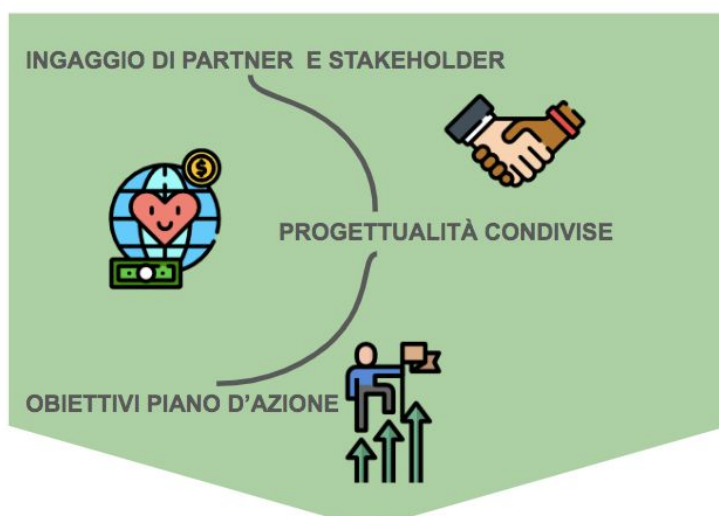 INGAGGIO DI PARTNER E STAKEHOLDER
$
PROGETTUALITÀ CONDIVISE
OBIETTIVI PIANO D'AZIONE